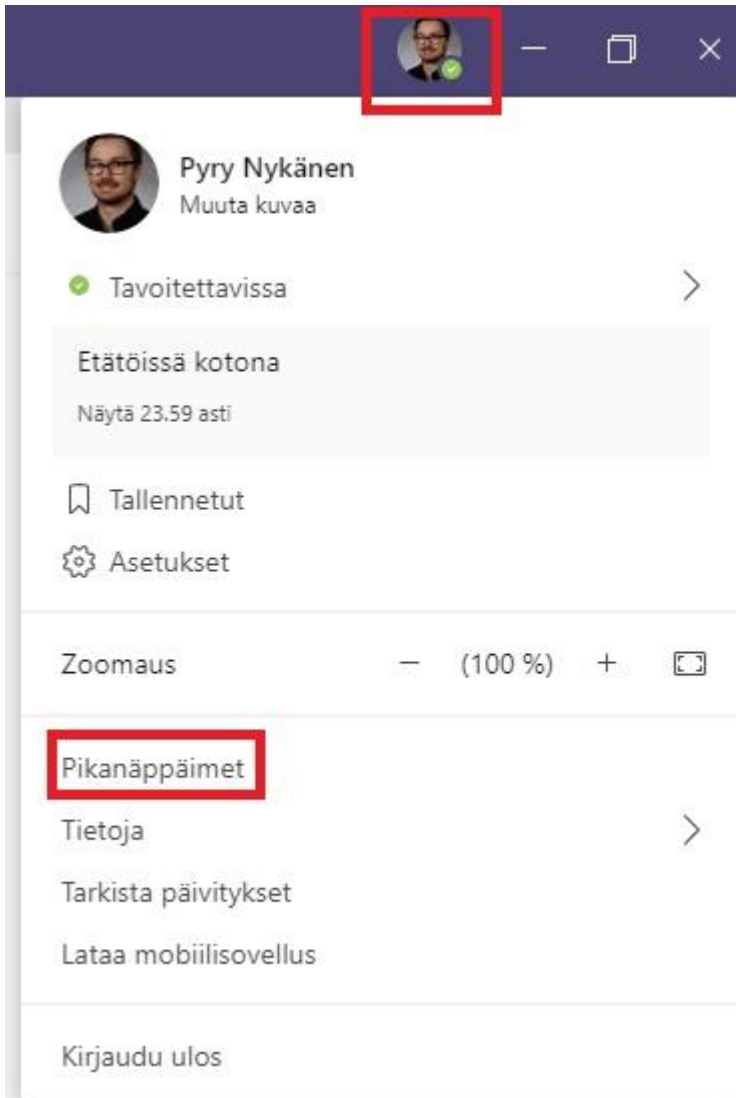 Pyry Nykänen
Muuta kuvaa
Tavoitettavissa
Etätöissä kotona
Näytä 23.59 asti
Tallennetut
Asetukset
Zoomaus − (100 %) +
Pikanäppäimet
Tietoja
Tarkista päivitykset
Lataa mobiilisovellus
Kirjaudu ulos